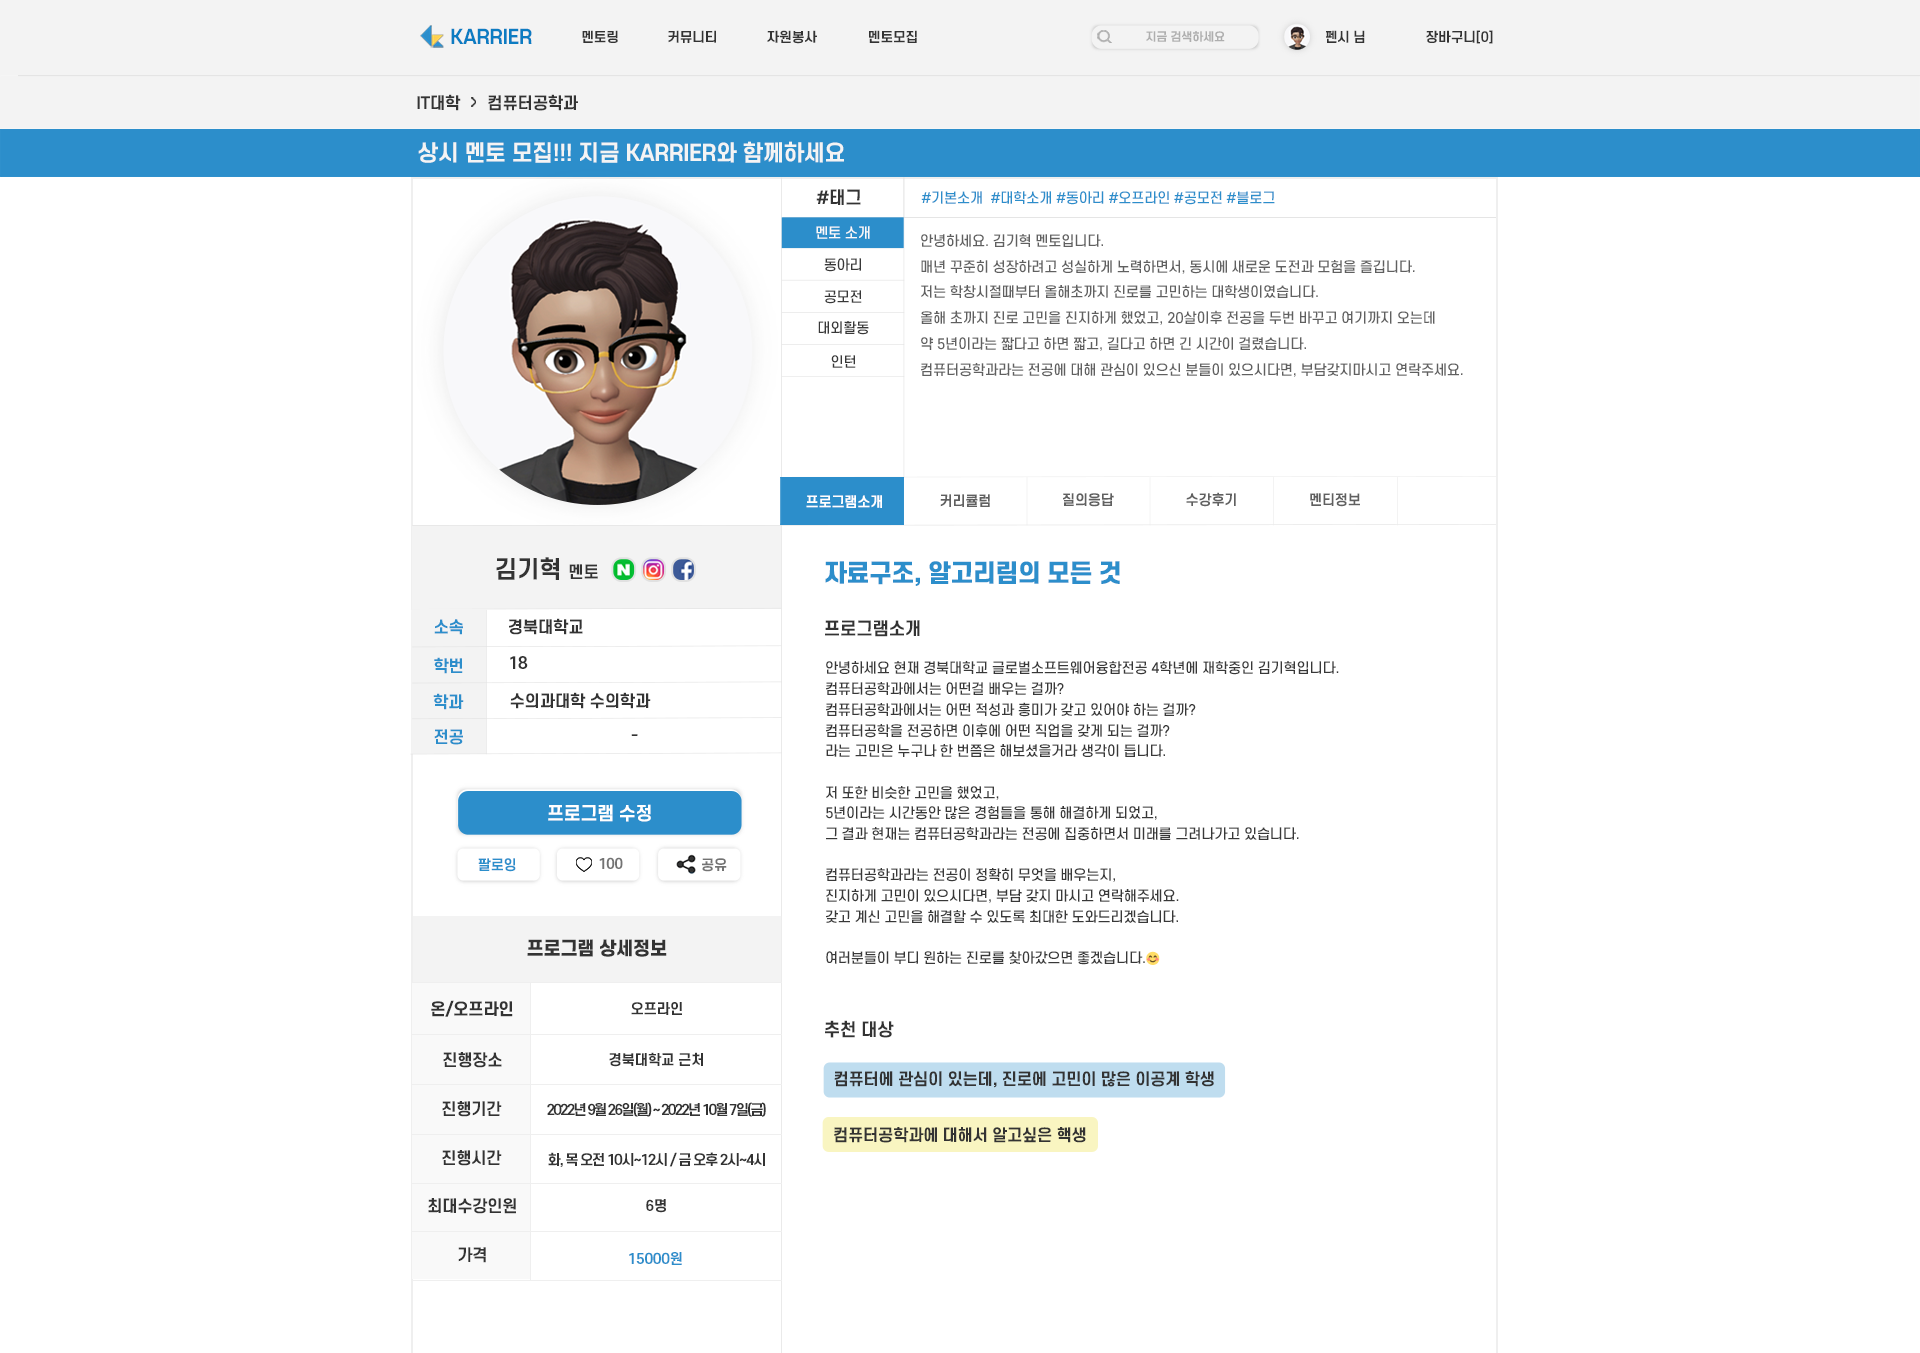 KARRIER 멘토링 커뮤니티 자원봉사 멘토모집 지금 검색하세요 펜시 님 장바구니[0]
IT대학 > 컴퓨터공학과
상시 멘토 모집!!! 지금 KARRIER와 함께하세요
#태그 #기본소개 #대학소개 #동아리 #오프라인 #공모전 #블로그
멘토 소개
동아리
공모전
대외활동
인턴
안녕하세요. 김기혁 멘토입니다.
매년 꾸준히 성장하려고 성실하게 노력하면서, 동시에 새로운 도전과 모험을 즐깁니다.
저는 학창시절때부터 올해초까지 진로를 고민하는 대학생이였습니다.
올해 초까지 진로 고민을 진지하게 했었고, 20살이후 전공을 두번 바꾸고 여기까지 오는데
약 5년이라는 짧다고 하면 짧고, 길다고 하면 긴 시간이 걸렸습니다.
컴퓨터공학과라는 전공에 대해 관심이 있으신 분들이 있으시다면, 부담갖지마시고 연락주세요.
프로그램소개 커리큘럼 질의응답 수강후기 멘티정보
김기혁 멘토
소속 경북대학교
학번 18
학과 수의과대학 수의학과
전공 -
프로그램 수정
팔로잉 100 공유
프로그램 상세정보
온/오프라인 오프라인
진행장소 경북대학교 근처
진행기간 2022년 9월 26일(월) ~ 2022년 10월 7일(금)
진행시간 화, 목 오전 10시~12시 / 금 오후 2시~4시
최대수강인원 6명
가격 15000원
자료구조, 알고리림의 모든 것
프로그램소개
안녕하세요 현재 경북대학교 글로벌소프트웨어융합전공 4학년에 재학중인 김기혁입니다.
컴퓨터공학과에서는 어떤걸 배우는 걸까?
컴퓨터공학과에서는 어떤 적성과 흥미가 갖고 있어야 하는 걸까?
컴퓨터공학을 전공하면 이후에 어떤 직업을 갖게 되는 걸까?
라는 고민은 누구나 한 번쯤은 해보셨을거라 생각이 듭니다.
저 또한 비슷한 고민을 했었고,
5년이라는 시간동안 많은 경험들을 통해 해결하게 되었고,
그 결과 현재는 컴퓨터공학과라는 전공에 집중하면서 미래를 그려나가고 있습니다.
컴퓨터공학과라는 전공이 정확히 무엇을 배우는지,
진지하게 고민이 있으시다면, 부담 갖지 마시고 연락해주세요.
갖고 계신 고민을 해결할 수 있도록 최대한 도와드리겠습니다.
여러분들이 부디 원하는 진로를 찾아갔으면 좋겠습니다.😊
추천 대상
컴퓨터에 관심이 있는데, 진로에 고민이 많은 이공계 학생
컴퓨터공학과에 대해서 알고싶은 핵생